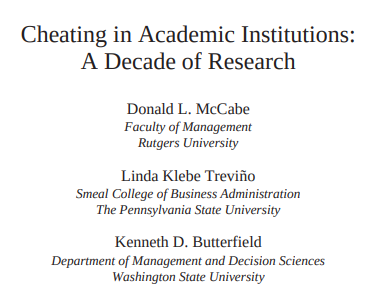 Cheating in Academic Institutions:
A Decade of Research
Donald L. McCabe
Faculty of Management
Rutgers University
Linda Klebe Treviño
Smeal College of Business Administration
The Pennsylvania State University
Kenneth D. Butterfield
Department of Management and Decision Sciences
Washington State University